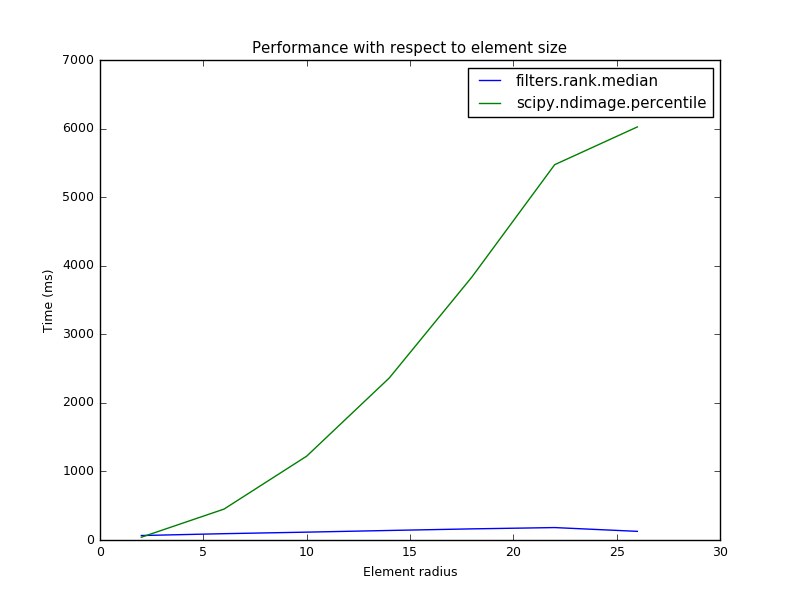 Performance with respect to element size
7000
6000
5000
4000
3000
2000
1000
0
Time (ms)
filters.rank.median
scipy.ndimage.percentile
0 5 10 15 20 25 30
Element radius